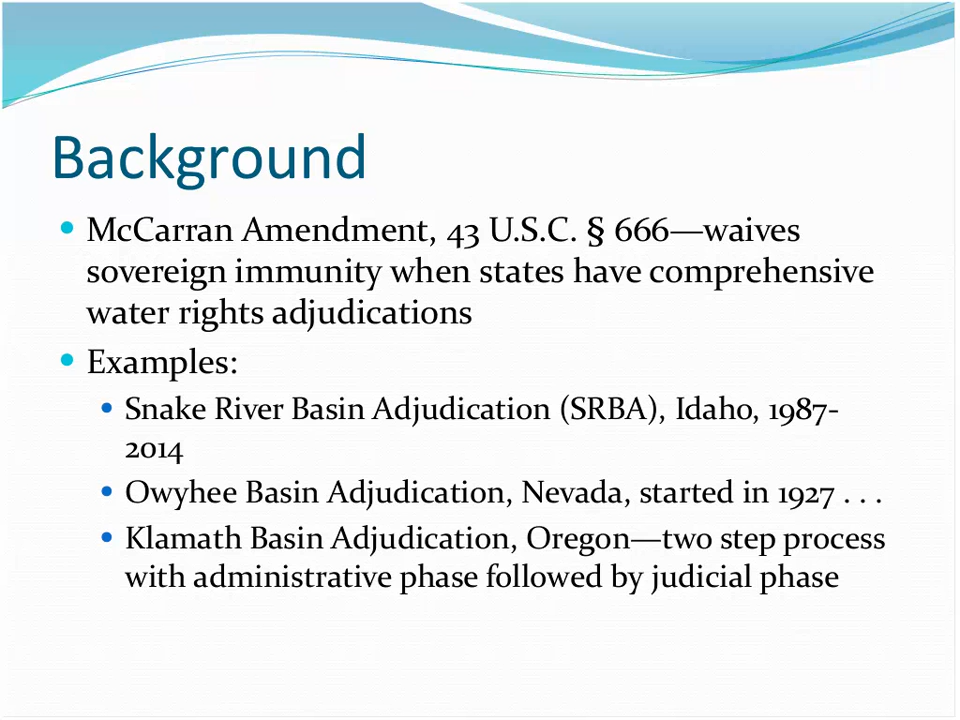 Background
• McCarran Amendment, 43 U.S.C. § 666—waives
sovereign immunity when states have comprehensive
water rights adjudications
• Examples:
• Snake River Basin Adjudication (SRBA), Idaho, 1987-
2014
• Owyhee Basin Adjudication, Nevada, started in 1927 . . .
• Klamath Basin Adjudication, Oregon—two step process
with administrative phase followed by judicial phase